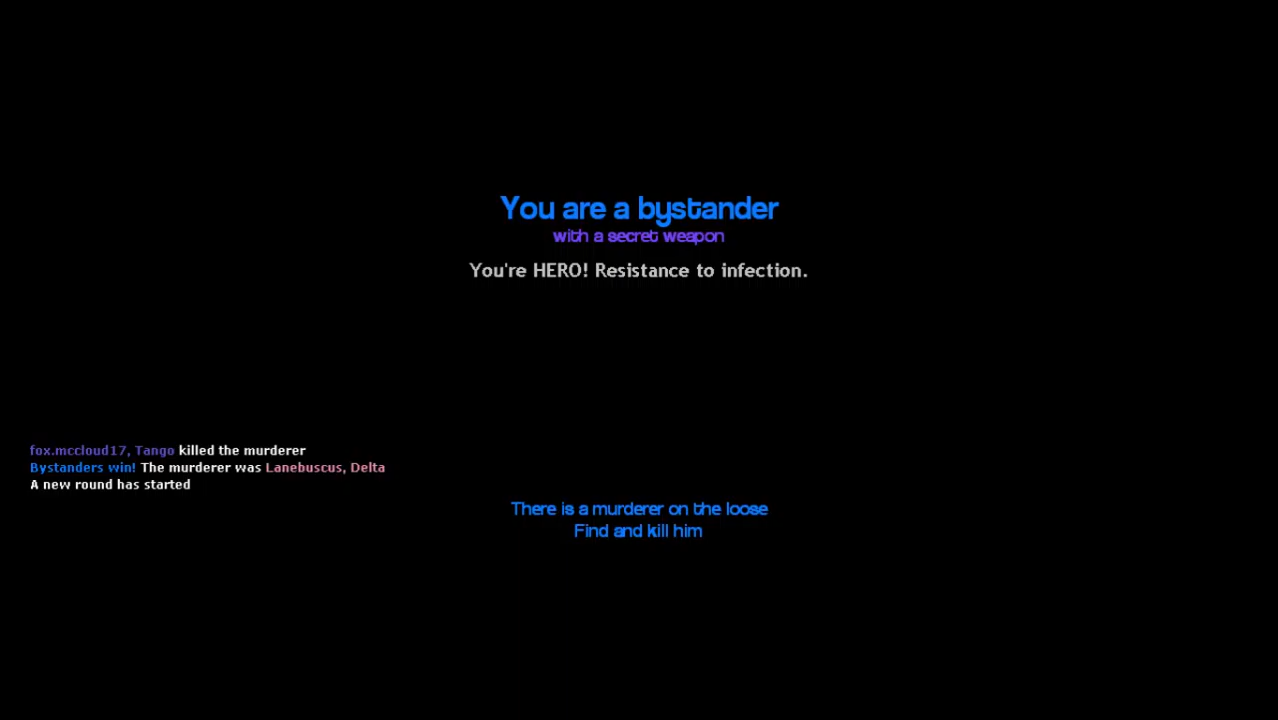 You are a bystander
with a secret weapon
You're HERO! Resistance to infection.
fox.mccloud17, Tango killed the murderer
Bystanders win! The murderer was Lanebuscus, Delta
A new round has started
There is a murderer on the loose
Find and kill him